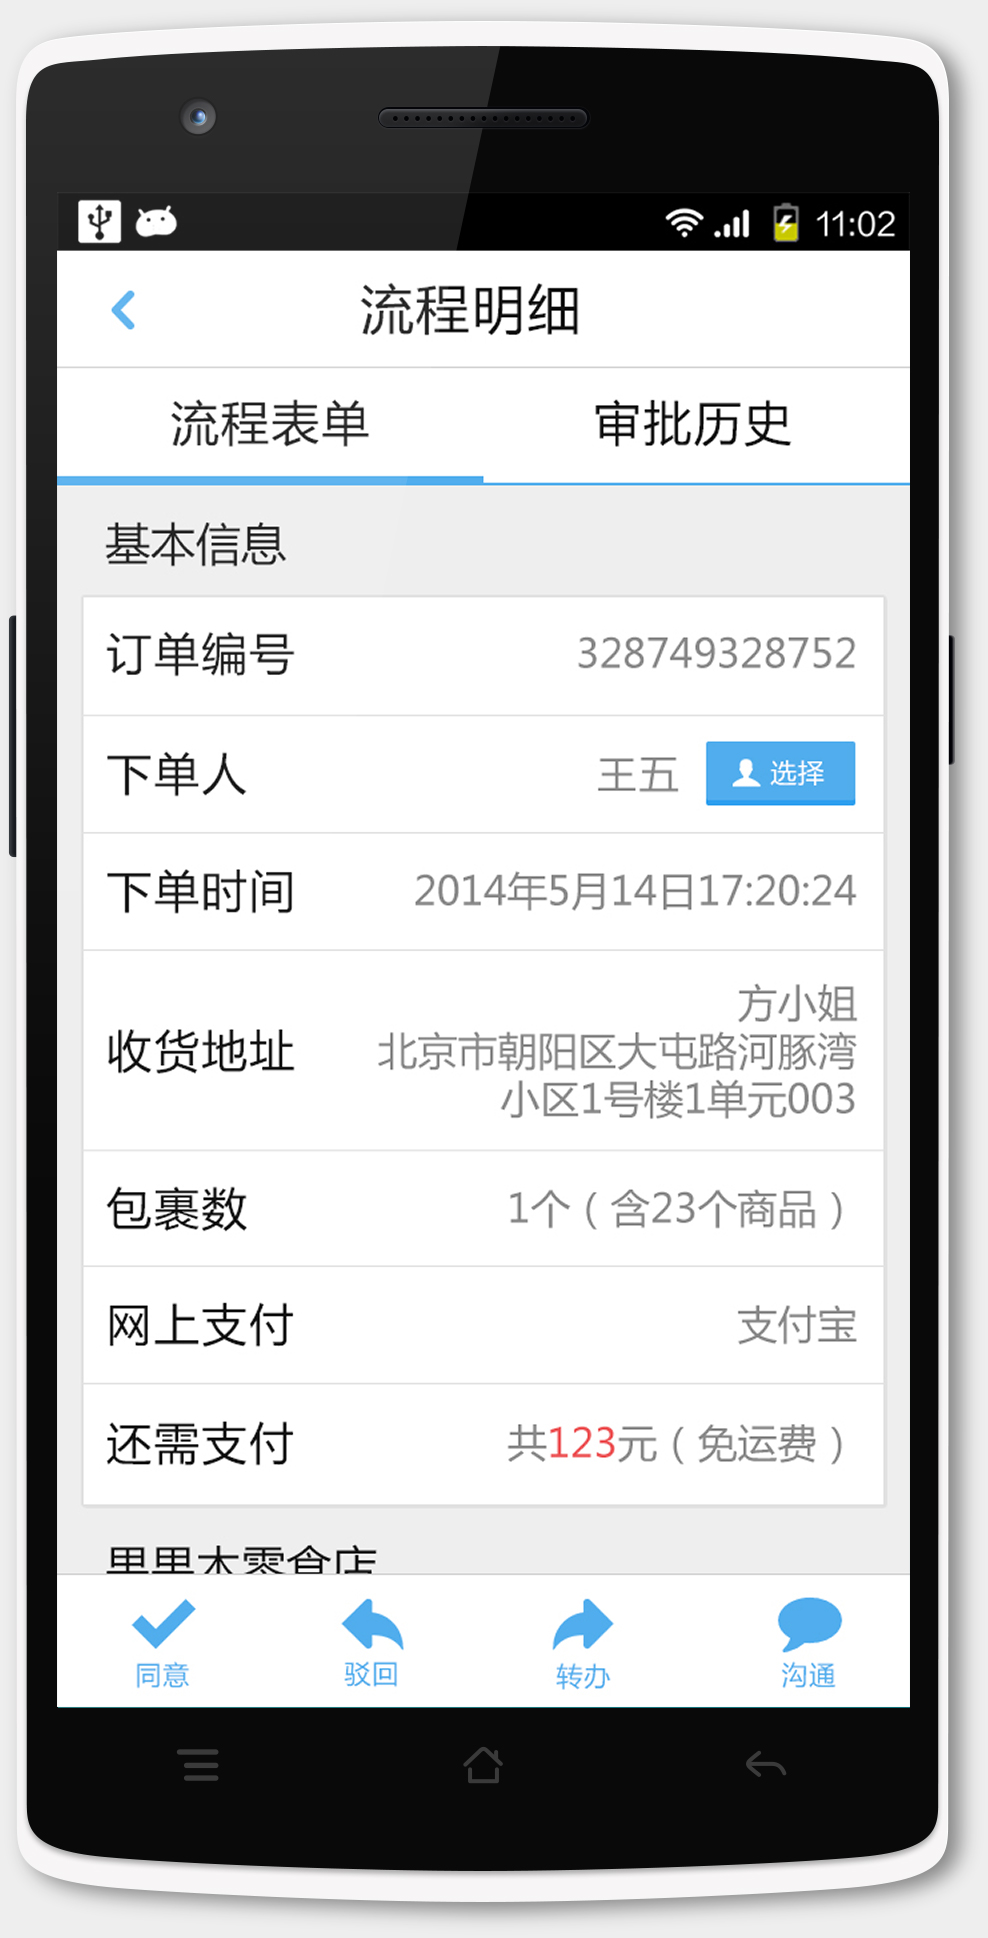 11:02
流程明细
流程表单
审批历史
基本信息
订单编号 328749328752
下单人 王五 选择
下单时间 2014年5月14日17:20:24
方小姐
收货地址 北京市朝阳区大屯路河豚湾
小区1号楼1单元003
包裹数 1个（含23个商品）
网上支付 支付宝
还需支付 共123元（免运费）
果果木零食店
同意 驳回 转办 沟通